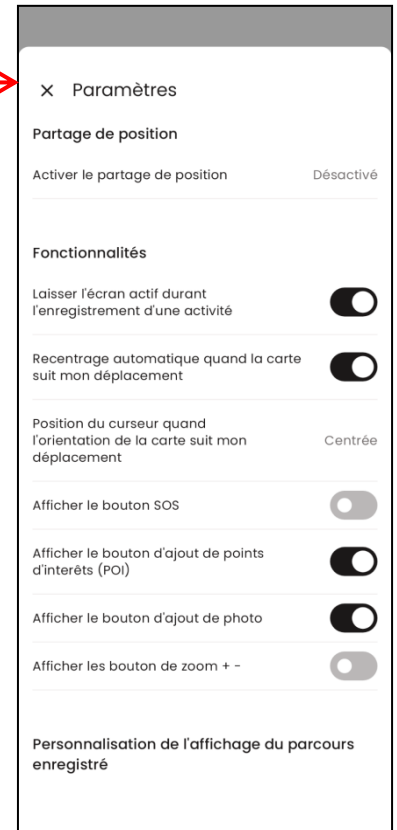 Paramètres
Partage de position
Activer le partage de position Désactivé
Fonctionnalités
Laisser l'écran actif durant
l'enregistrement d'une activité
Recentrage automatique quand la carte
suit mon déplacement
Position du curseur quand
l'orientation de la carte suit mon
déplacement
Centrée
Afficher le bouton SOS
Afficher le bouton d'ajout de points
d'interêts (POI)
Afficher le bouton d'ajout de photo
Afficher les bouton de zoom + -
Personnalisation de l'affichage du parcours
enregistré